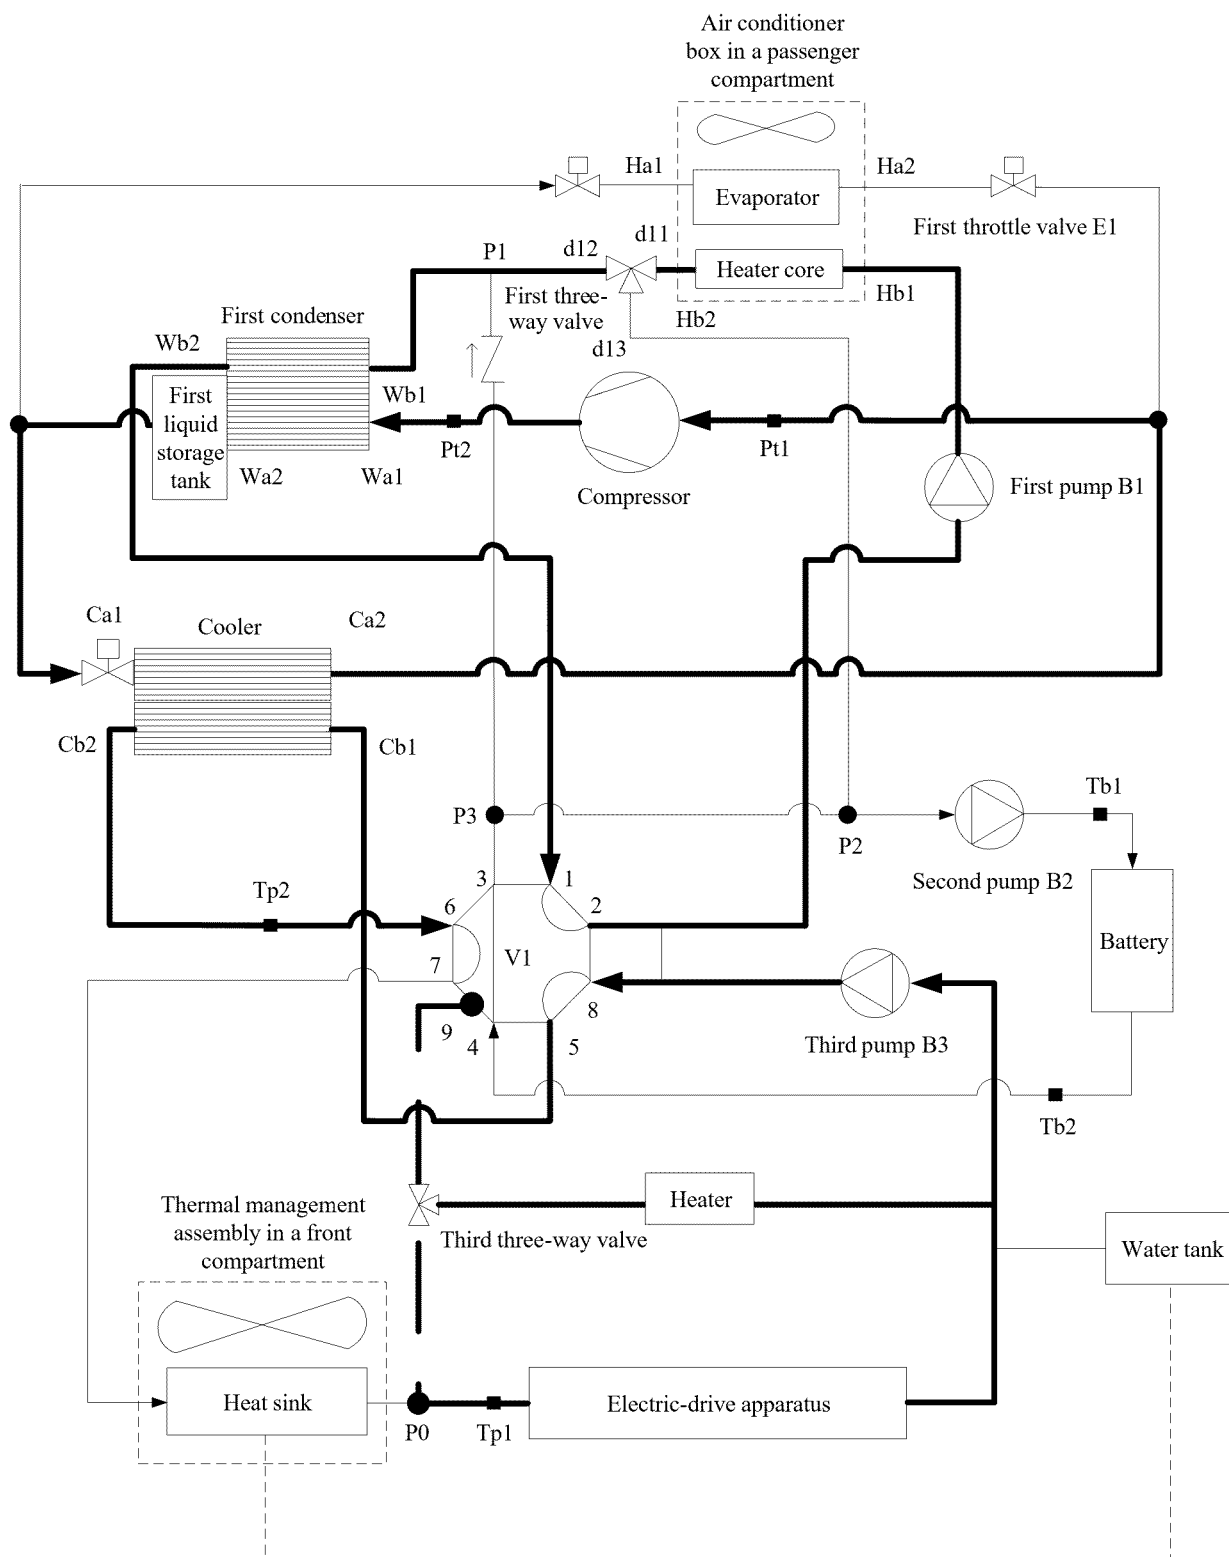 Air conditioner
box in a passenger
compartment
Ha1
Ha2
Evaporator
First throttle valve E1
d11
d12
P1
Heater core
Hb1
First three-
way valve
Hb2
d13
First condenser
Wb2
Wb1
First
liquid
storage
tank
Wa2
Wa1
Pt2
Pt1
Compressor
First pump B1
Ca1
Cooler
Ca2
Cb2
Cb1
P3
P2
Tb1
Second pump B2
Tp2
3
1
6
2
7
V1
8
9
4
5
Battery
Third pump B3
Tb2
Thermal management
assembly in a front
compartment
Heater
Third three-way valve
Water tank
Heat sink
P0
Tp1
Electric-drive apparatus